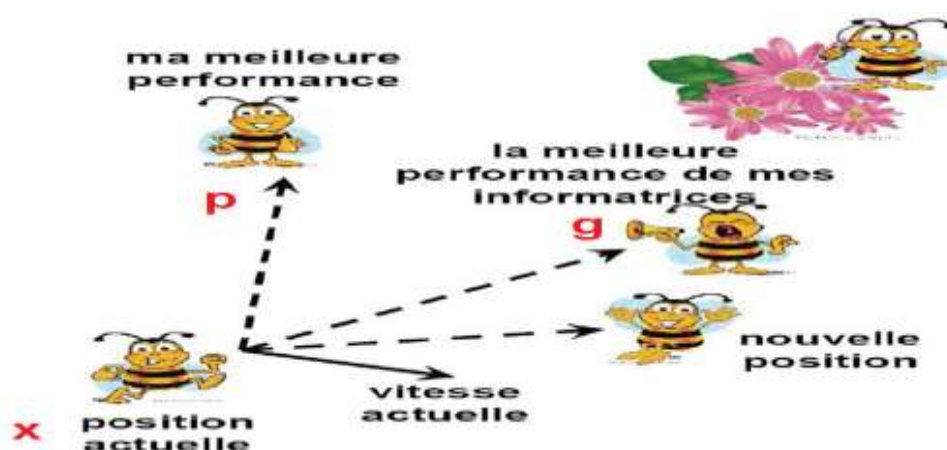 ma meilleure
performance
p
la meilleure
performance de mes
informatrices
g
nouvelle
position
vitesse
actuelle
x
position
actuelle